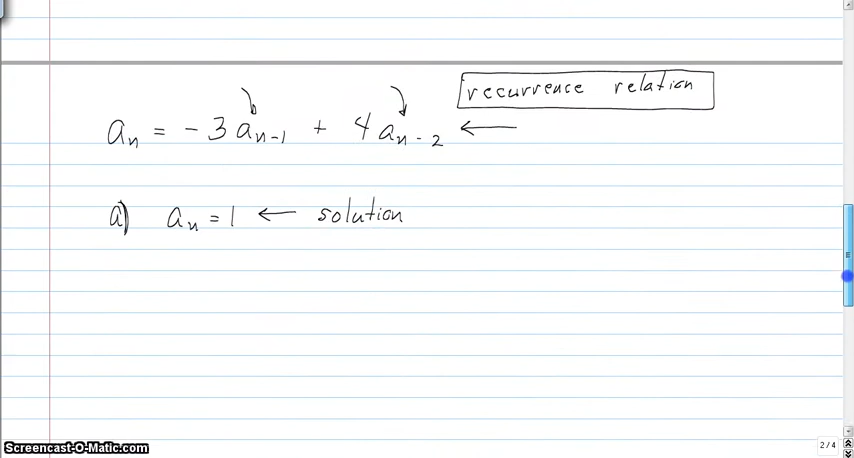 recurrence relation
aₙ = -3aₙ₋₁ + 4aₙ₋₂ ←
a) aₙ = 1 ← solution
Screencast-O-Matic.com
2/4